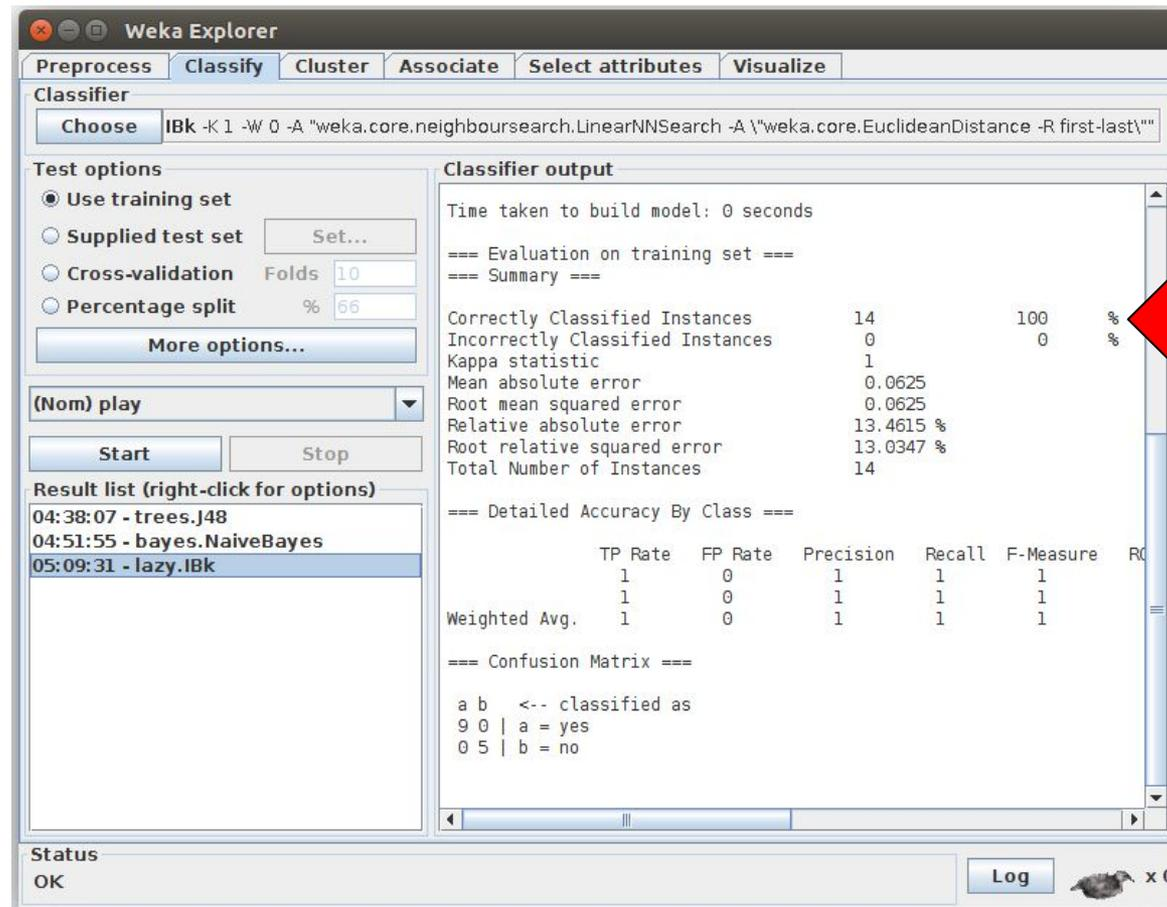 Weka Explorer
Preprocess Classify Cluster Associate Select attributes Visualize
Classifier
Choose IBk -K 1 -W 0 -A "weka.core.neighboursearch.LinearNNSearch -A \"weka.core.EuclideanDistance -R first-last\""
Test options
Use training set
Supplied test set Set...
Cross-validation Folds 10
Percentage split % 66
More options...
(Nom) play
Start Stop
Result list (right-click for options)
04:38:07 - trees.J48
04:51:55 - bayes.NaiveBayes
05:09:31 - lazy.IBk
Classifier output
Time taken to build model: 0 seconds
=== Evaluation on training set ===
=== Summary ===
Correctly Classified Instances 14 100 %
Incorrectly Classified Instances 0 0 %
Kappa statistic 1
Mean absolute error 0.0625
Root mean squared error 0.0625
Relative absolute error 13.4615 %
Root relative squared error 13.0347 %
Total Number of Instances 14
=== Detailed Accuracy By Class ===
TP Rate FP Rate Precision Recall F-Measure
1 0 1 1 1
1 0 1 1 1
Weighted Avg. 1 0 1 1 1
=== Confusion Matrix ===
a b <-- classified as
9 0 | a = yes
0 5 | b = no
Status
OK
Log x